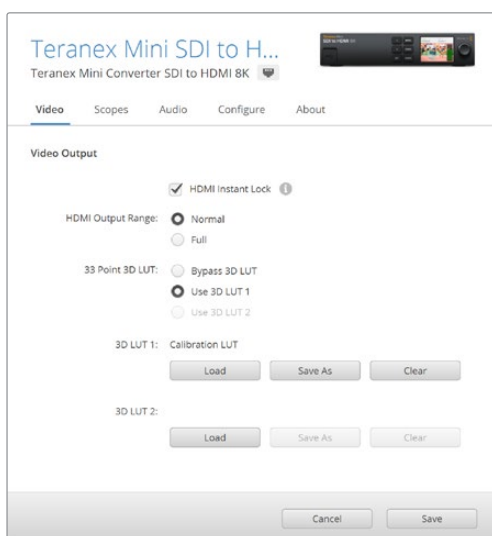 Teranex Mini SDI to H...
Teranex Mini Converter SDI to HDMI 8K
Video Scopes Audio Configure About
Video Output
HDMI Instant Lock
HDMI Output Range: Normal
Full
33 Point 3D LUT: Bypass 3D LUT
Use 3D LUT 1
Use 3D LUT 2
3D LUT 1: Calibration LUT
Load Save As Clear
3D LUT 2:
Load Save As Clear
Cancel Save